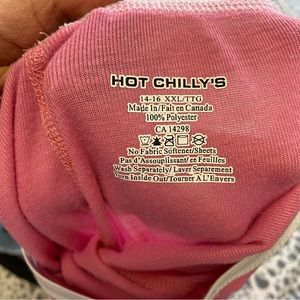 HOT CHILLY'S
14-16 XXL/TTG
Made In/Fait en Canada
100% Polyester
CA 14298
No Fabric Softener/Sheets
Pas d'Assouplissant/en Feuilles
Wash Separately/ Laver Separement
Turn Inside Out/Tourner A L'Envers